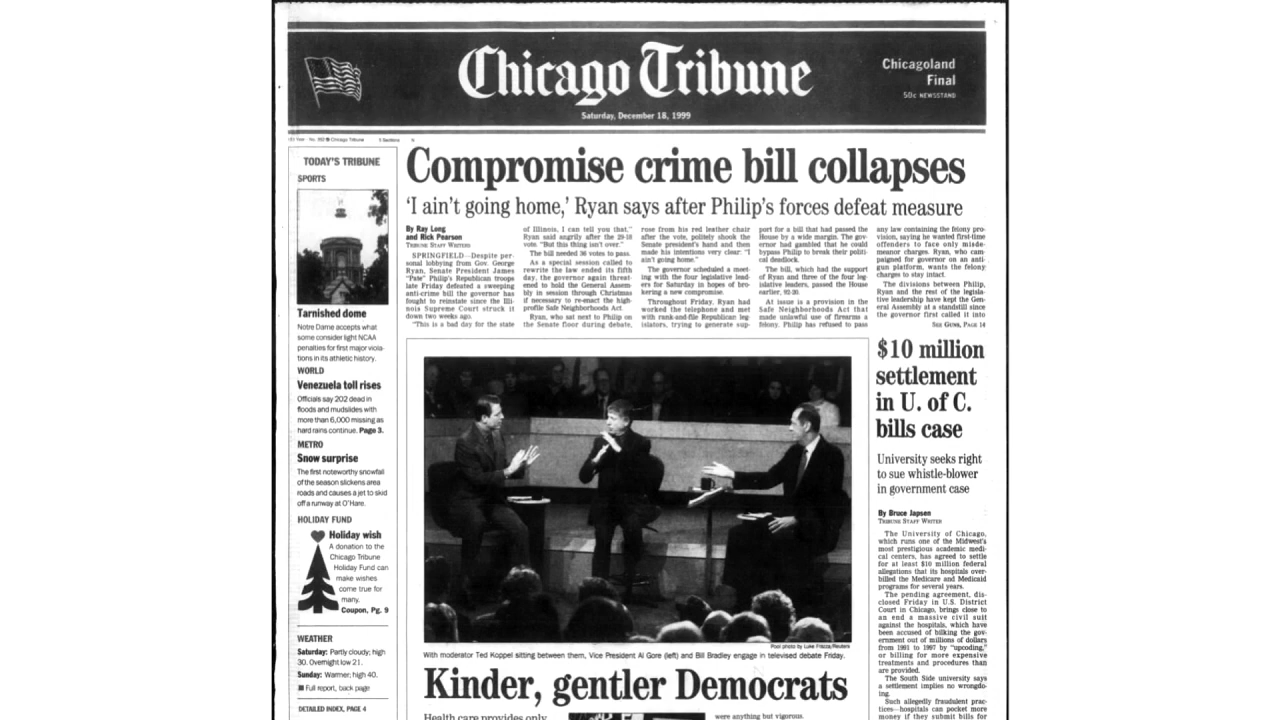 Chicago Tribune
Chicagoland
Final
50¢ NEWSSTAND
Saturday, December 18, 1999
Chicago Tribune
5 Sections
TODAY'S TRIBUNE
SPORTS
Tarnished dome
Notre Dame accepts what
some consider light NCAA
penalties for first major viola-
tions in its athletic history.
WORLD
Venezuela toll rises
Officials say 202 dead in
floods and mudslides with
more than 6,000 missing as
hard rains continue. Page 3.
METRO
Snow surprise
The first noteworthy snowfall
of the season slickens area
roads and causes a jet to skid
off a runway at O'Hare.
HOLIDAY FUND
Holiday wish
A donation to the
Chicago Tribune
Holiday Fund can
make wishes
come true for
many.
Coupon, Pg. 9
WEATHER
Saturday: Partly cloudy; high
30. Overnight low 21.
Sunday: Warmer; high 40.
Full report, back page
DETAILED INDEX, PAGE 4
Compromise crime bill collapses
'I ain't going home,' Ryan says after Philip's forces defeat measure
By Ray Long
and Rick Pearson
TRIBUNE STAFF WRITERS
SPRINGFIELD—Despite per-
sonal lobbying from Gov. George
Ryan, Senate President James
"Pate" Philip's Republican troops
late Friday defeated a sweeping
anti-crime bill the governor has
fought to reinstate since the Illi-
nois Supreme Court struck it
down two weeks ago.
"This is a bad day for the state
of Illinois, I can tell you that,"
Ryan said angrily after the 29-18
vote. "But this thing isn't over."
The bill needed 36 votes to pass.
As a special session called to
rewrite the law ended its fifth
day, the governor again threat-
ened to hold the General Assem-
bly in session through Christmas
if necessary to re-enact the high-
profile Safe Neighborhoods Act.
Ryan, who sat next to Philip on
the Senate floor during debate,
rose from his red leather chair
after the vote, politely shook the
Senate president's hand and then
made his intentions very clear: "I
ain't going home."
The governor scheduled a meet-
ing with the four legislative lead-
ers for Saturday in hopes of bro-
kering a new compromise.
Throughout Friday, Ryan had
worked the telephone and met
with rank-and-file Republican leg-
islators, trying to generate sup-
port for a bill that had passed the
House by a wide margin. The gov-
ernor had gambled that he could
bypass Philip to break their politi-
cal deadlock.
The bill, which had the support
of Ryan and three of the four leg-
islative leaders, passed the House
earlier, 92-20.
At issue is a provision in the
Safe Neighborhoods Act that
made unlawful use of firearms a
felony. Philip has refused to pass
any law containing the felony pro-
vision, saying he wanted first-time
offenders to face only misde-
meanor charges. Ryan, who cam-
paigned for governor on an anti-
gun platform, wants the felony
charges to stay intact.
The divisions between Philip,
Ryan and the rest of the legisla-
tive leadership have kept the Gen-
eral Assembly at a standstill since
the governor first called it into
SEE GUNS, PAGE 14
Pool photo by Luke Frazza/Reuters
With moderator Ted Koppel sitting between them, Vice President Al Gore (left) and Bill Bradley engage in televised debate Friday.
Kinder, gentler Democrats
Health care provides only
were anything but vigorous.
$10 million
settlement
in U. of C.
bills case
University seeks right
to sue whistle-blower
in government case
By Bruce Japsen
TRIBUNE STAFF WRITER
The University of Chicago,
which runs one of the Midwest's
most prestigious academic medi-
cal centers, has agreed to settle
for at least $10 million federal
allegations that its hospitals over-
billed the Medicare and Medicaid
programs for several years.
The pending agreement, dis-
closed Friday in U.S. District
Court in Chicago, brings close to
an end a massive civil suit
against the hospitals, which have
been accused of bilking the gov-
ernment out of millions of dollars
from 1991 to 1997 by "upcoding,"
or billing for more expensive
treatments and procedures than
are provided.
The South Side university says
a settlement implies no wrongdo-
ing.
Such allegedly fraudulent prac-
tices—hospitals can pocket more
money if they submit bills for